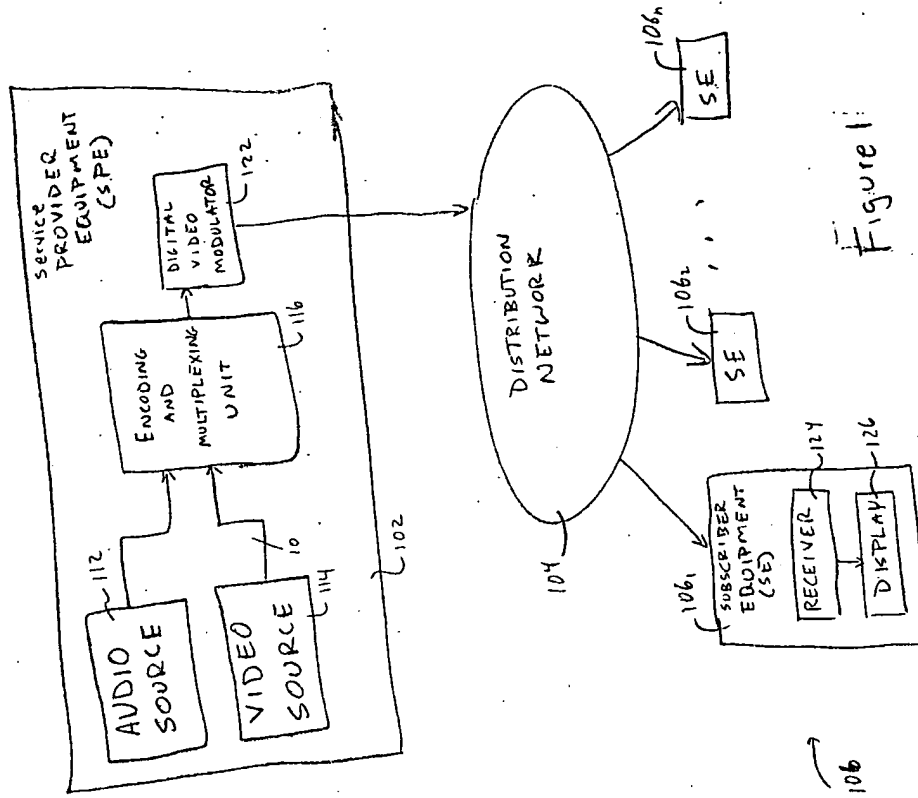 Service
PROVIDER
EQUIPMENT
(SPE)
AUDIO
SOURCE
112
VIDEO
SOURCE
114
10
ENCODING
AND
MULTIPLEXING
UNIT
116
DIGITAL
VIDEO
MODULATOR
122
102
DISTRIBUTION
NETWORK
104
106₁
SUBSCRIBER
EQUIPMENT
(SE)
RECEIVER
124
DISPLAY
126
SE
106₂
, , ,
SE
106ₙ
106
Figure 1